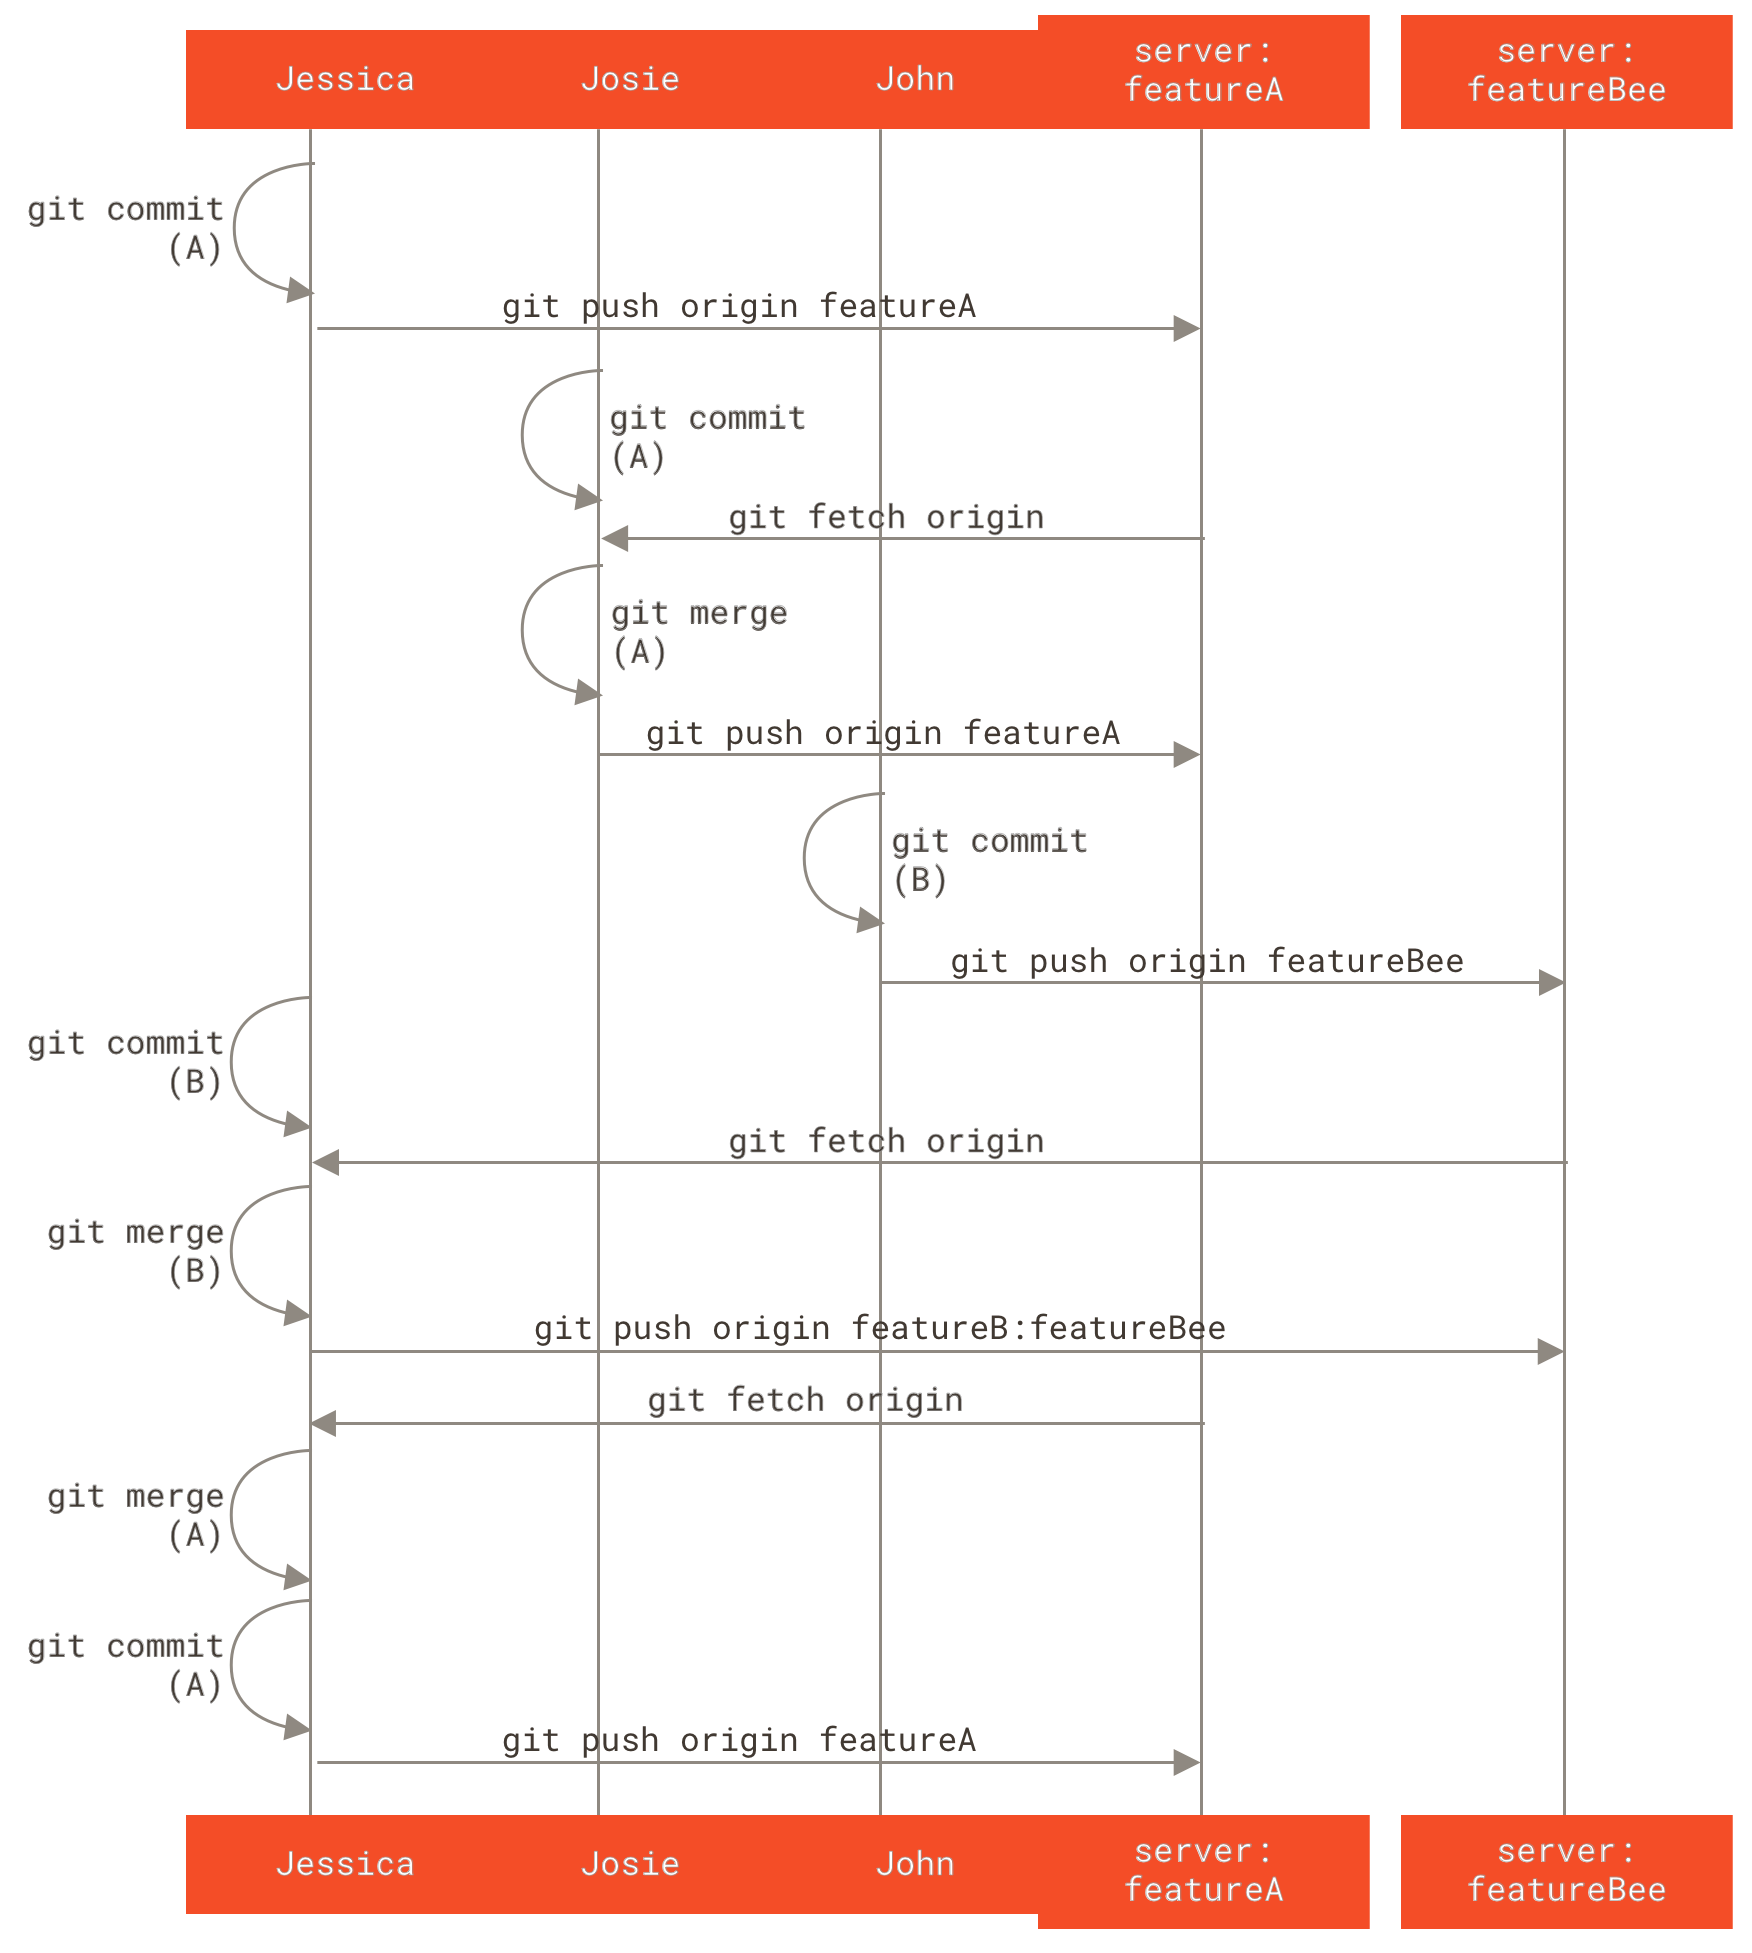 Jessica
Josie
John
server:
featureA
server:
featureBee
git commit
(A)
git push origin featureA
git commit
(A)
git fetch origin
git merge
(A)
git push origin featureA
git commit
(B)
git push origin featureBee
git commit
(B)
git fetch origin
git merge
(B)
git push origin featureB:featureBee
git fetch origin
git merge
(A)
git commit
(A)
git push origin featureA
Jessica
Josie
John
server:
featureA
server:
featureBee